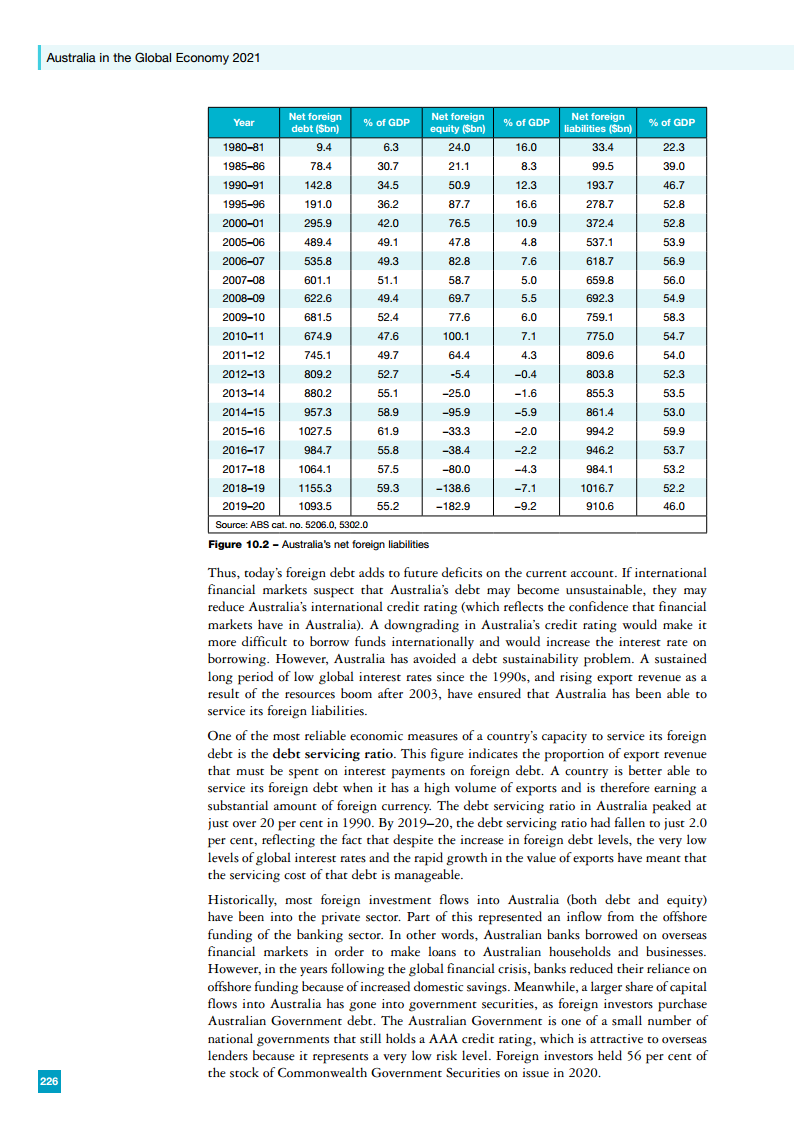 Australia in the Global Economy 2021
Year Net foreign debt ($bn) % of GDP Net foreign equity ($bn) % of GDP Net foreign liabilities ($bn) % of GDP
1980–81 9.4 6.3 24.0 16.0 33.4 22.3
1985–86 78.4 30.7 21.1 8.3 99.5 39.0
1990–91 142.8 34.5 50.9 12.3 193.7 46.7
1995–96 191.0 36.2 87.7 16.6 278.7 52.8
2000–01 295.9 42.0 76.5 10.9 372.4 52.8
2005–06 489.4 49.1 47.8 4.8 537.1 53.9
2006–07 535.8 49.3 82.8 7.6 618.7 56.9
2007–08 601.1 51.1 58.7 5.0 659.8 56.0
2008–09 622.6 49.4 69.7 5.5 692.3 54.9
2009–10 681.5 52.4 77.6 6.0 759.1 58.3
2010–11 674.9 47.6 100.1 7.1 775.0 54.7
2011–12 745.1 49.7 64.4 4.3 809.6 54.0
2012–13 809.2 52.7 -5.4 –0.4 803.8 52.3
2013–14 880.2 55.1 –25.0 –1.6 855.3 53.5
2014–15 957.3 58.9 –95.9 –5.9 861.4 53.0
2015–16 1027.5 61.9 –33.3 –2.0 994.2 59.9
2016–17 984.7 55.8 –38.4 –2.2 946.2 53.7
2017–18 1064.1 57.5 –80.0 –4.3 984.1 53.2
2018–19 1155.3 59.3 –138.6 –7.1 1016.7 52.2
2019–20 1093.5 55.2 –182.9 –9.2 910.6 46.0
Source: ABS cat. no. 5206.0, 5302.0
Figure 10.2 – Australia's net foreign liabilities
Thus, today's foreign debt adds to future deficits on the current account. If international
financial markets suspect that Australia's debt may become unsustainable, they may
reduce Australia's international credit rating (which reflects the confidence that financial
markets have in Australia). A downgrading in Australia's credit rating would make it
more difficult to borrow funds internationally and would increase the interest rate on
borrowing. However, Australia has avoided a debt sustainability problem. A sustained
long period of low global interest rates since the 1990s, and rising export revenue as a
result of the resources boom after 2003, have ensured that Australia has been able to
service its foreign liabilities.
One of the most reliable economic measures of a country's capacity to service its foreign
debt is the debt servicing ratio. This figure indicates the proportion of export revenue
that must be spent on interest payments on foreign debt. A country is better able to
service its foreign debt when it has a high volume of exports and is therefore earning a
substantial amount of foreign currency. The debt servicing ratio in Australia peaked at
just over 20 per cent in 1990. By 2019–20, the debt servicing ratio had fallen to just 2.0
per cent, reflecting the fact that despite the increase in foreign debt levels, the very low
levels of global interest rates and the rapid growth in the value of exports have meant that
the servicing cost of that debt is manageable.
Historically, most foreign investment flows into Australia (both debt and equity)
have been into the private sector. Part of this represented an inflow from the offshore
funding of the banking sector. In other words, Australian banks borrowed on overseas
financial markets in order to make loans to Australian households and businesses.
However, in the years following the global financial crisis, banks reduced their reliance on
offshore funding because of increased domestic savings. Meanwhile, a larger share of capital
flows into Australia has gone into government securities, as foreign investors purchase
Australian Government debt. The Australian Government is one of a small number of
national governments that still holds a AAA credit rating, which is attractive to overseas
lenders because it represents a very low risk level. Foreign investors held 56 per cent of
the stock of Commonwealth Government Securities on issue in 2020.
226